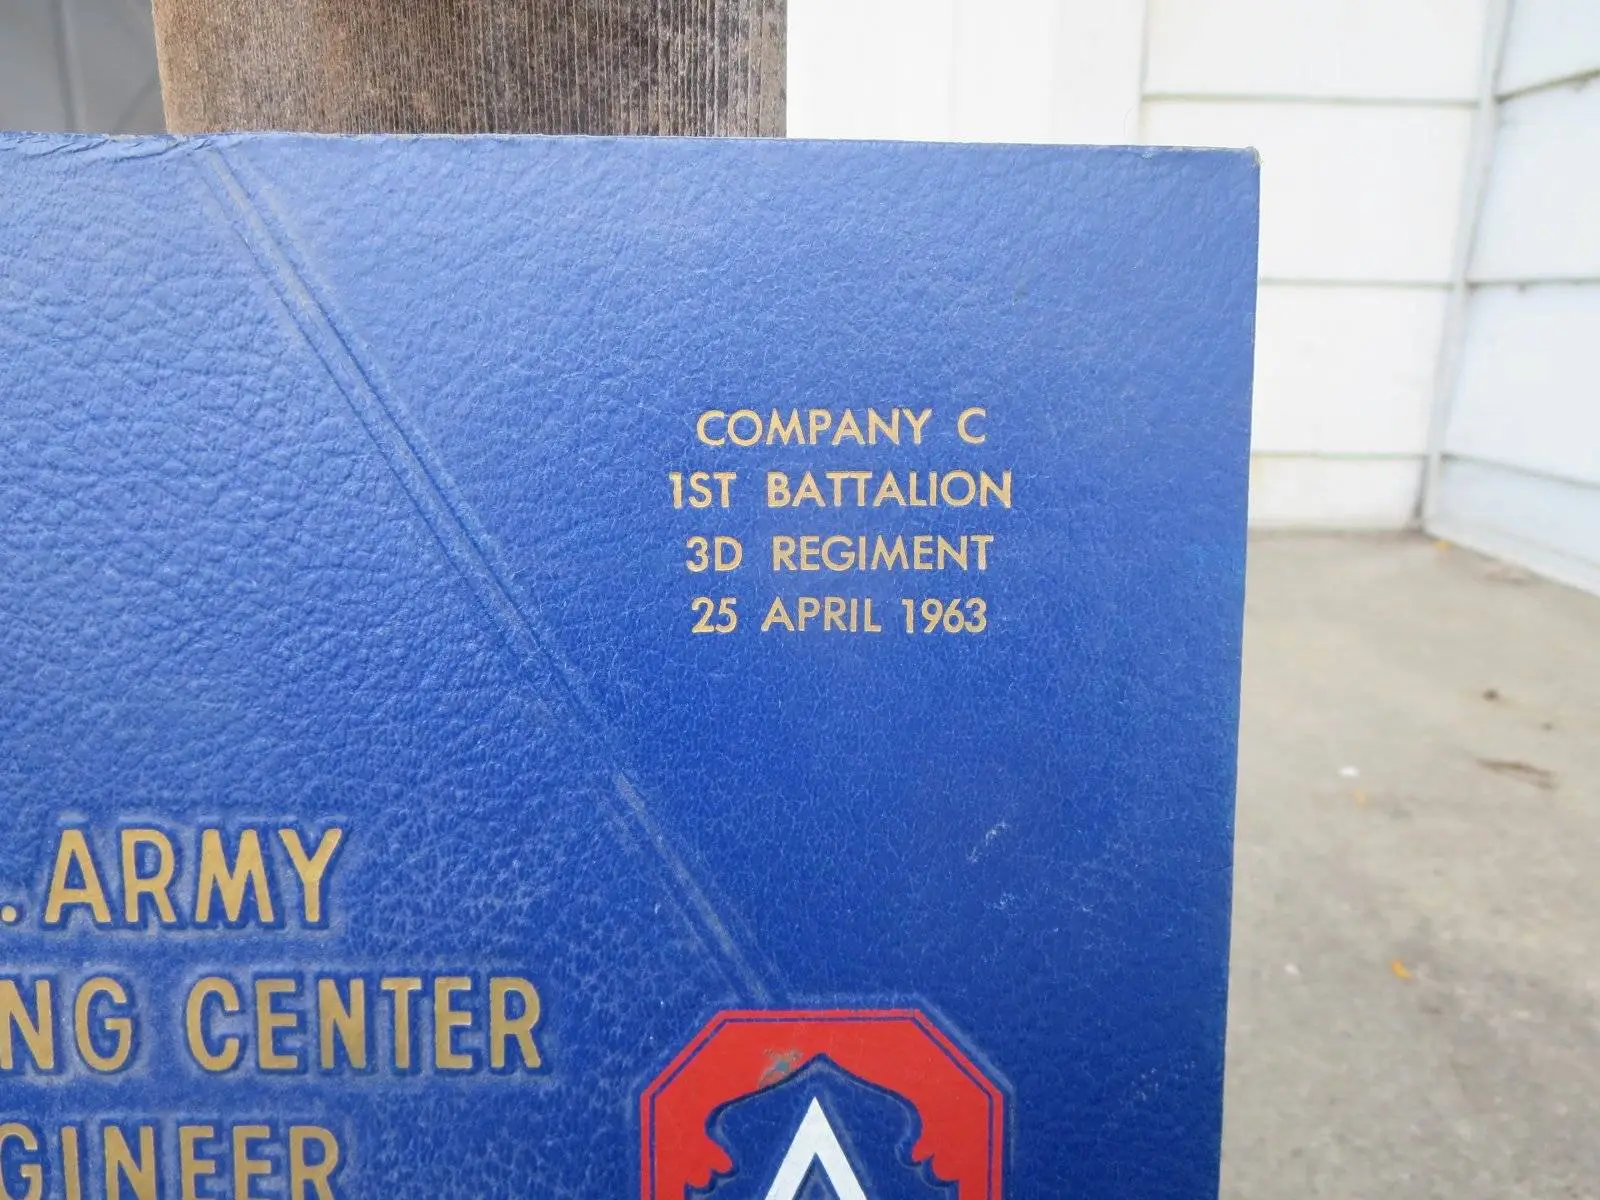 COMPANY C
1ST BATTALION
3D REGIMENT
25 APRIL 1963
. ARMY
NG CENTER
GINEER